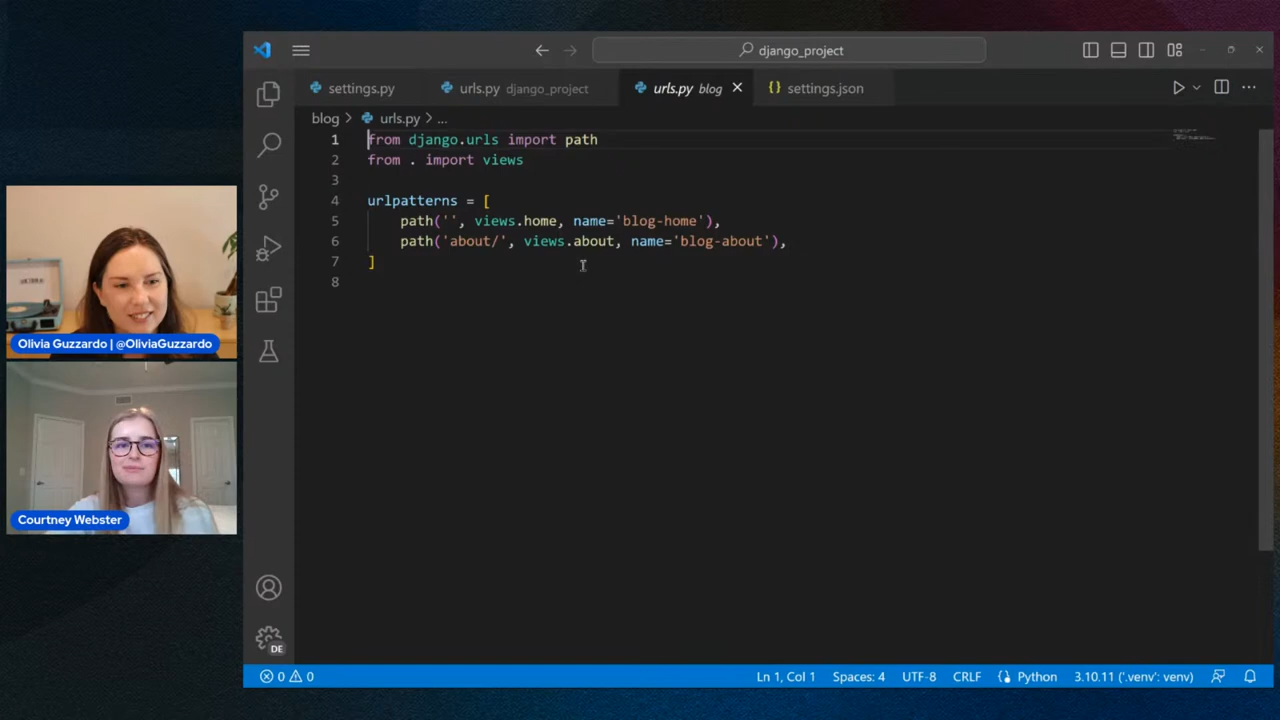 django_project
settings.py
urls.py django_project
urls.py blog
settings.json
blog > urls.py > ...
1 from django.urls import path
2 from . import views
3
4 urlpatterns = [
5 path('', views.home, name='blog-home'),
6 path('about/', views.about, name='blog-about'),
7 ]
8
Olivia Guzzardo | @OliviaGuzzardo
Courtney Webster
DE
0 0
Ln 1, Col 1 Spaces: 4 UTF-8 CRLF Python 3.10.11 ('.venv': venv)